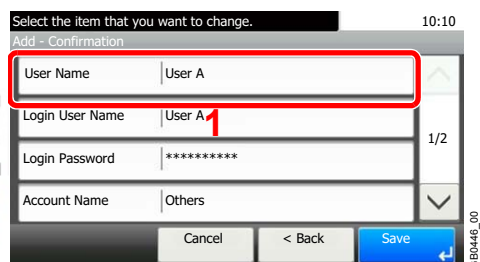 Select the item that you want to change. 10:10
Add - Confirmation
User Name User A
Login User Name User A
1
1/2
Login Password **********
Account Name Others
Cancel < Back Save
B0446_00